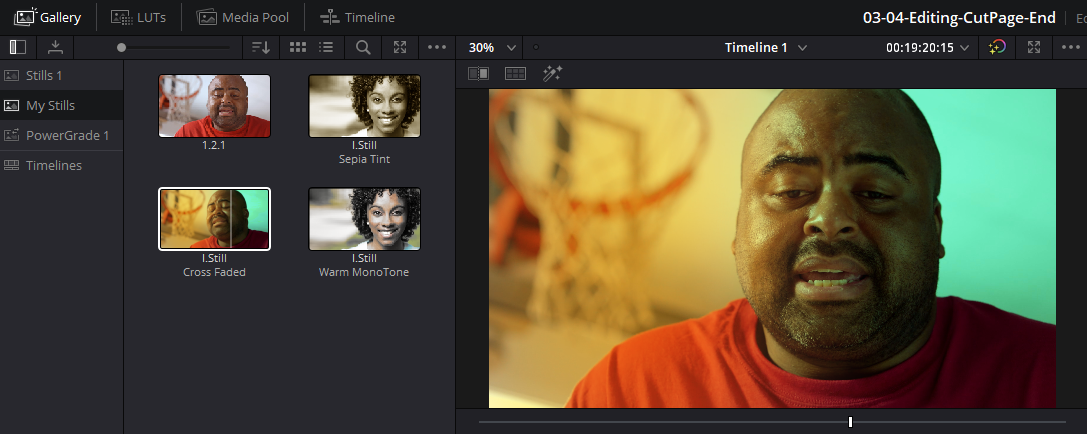 Gallery LUTs Media Pool Timeline 03-04-Editing-CutPage-End
30% Timeline 1 00:19:20:15
Stills 1
My Stills
PowerGrade 1
Timelines
1.2.1
I.Still
Sepia Tint
I.Still
Cross Faded
I.Still
Warm MonoTone